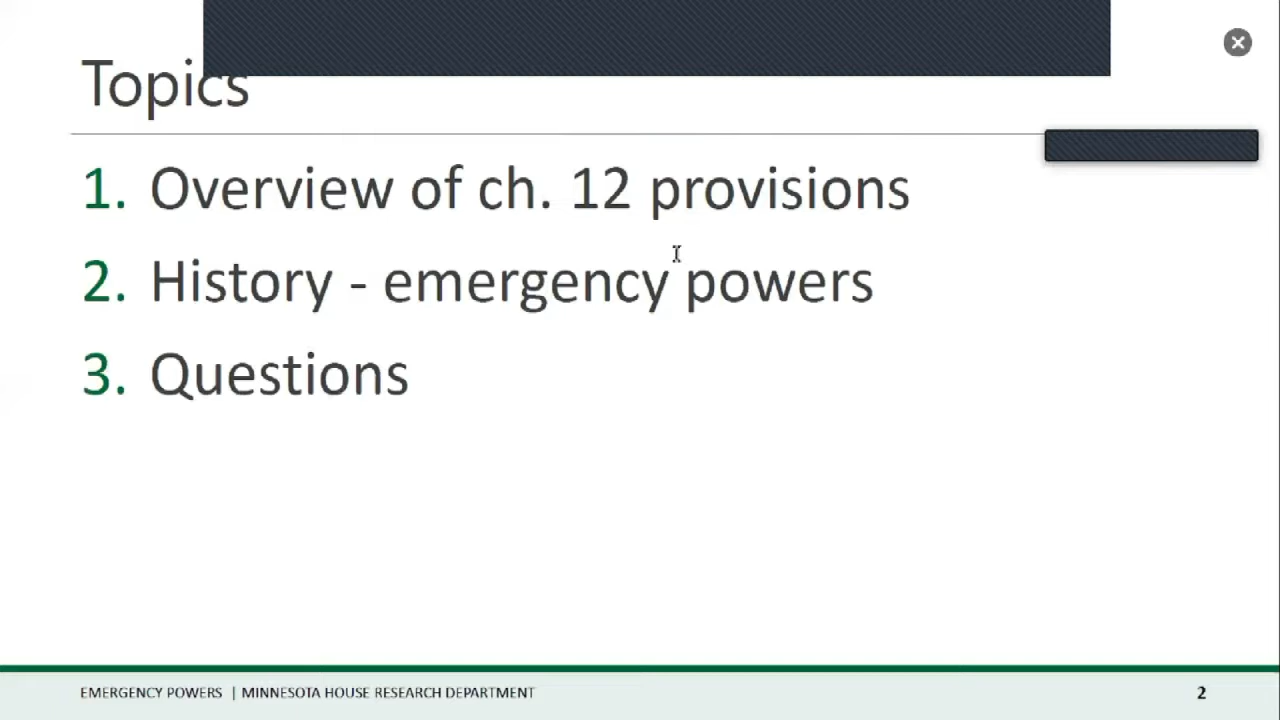 Topics
1. Overview of ch. 12 provisions
2. History - emergency powers
3. Questions
EMERGENCY POWERS | MINNESOTA HOUSE RESEARCH DEPARTMENT
2